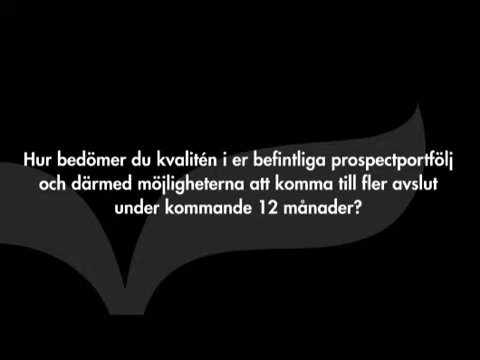 Hur bedömer du kvalitén i er befintliga prospectportfölj
och därmed möjligheterna att komma till fler avslut
under kommande 12 månader?